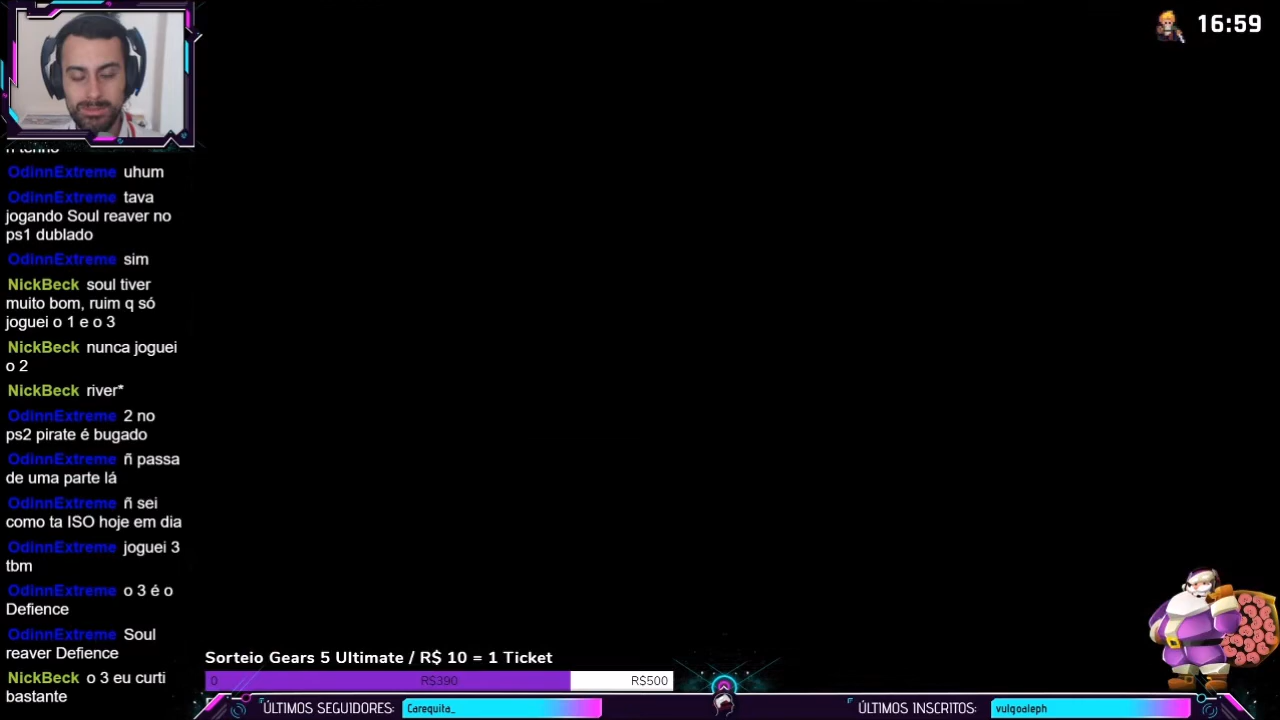 16:59
OdinnExtreme uhum
OdinnExtreme tava
jogando Soul reaver no
ps1 dublado
OdinnExtreme sim
NickBeck soul tiver
muito bom, ruim q só
joguei o 1 e o 3
NickBeck nunca joguei
o 2
NickBeck river*
OdinnExtreme 2 no
ps2 pirate é bugado
OdinnExtreme ñ passa
de uma parte lá
OdinnExtreme ñ sei
como ta ISO hoje em dia
OdinnExtreme joguei 3
tbm
OdinnExtreme o 3 é o
Defience
OdinnExtreme Soul
reaver Defience
NickBeck o 3 eu curti
bastante
Sorteio Gears 5 Ultimate / R$ 10 = 1 Ticket
0 R$390 R$500
ÚLTIMOS SEGUIDORES: Carequita_
ÚLTIMOS INSCRITOS: vulgoaleph